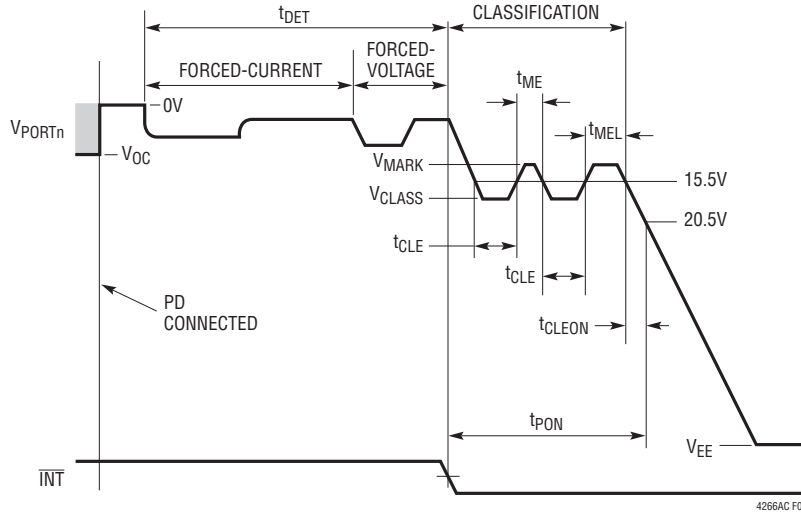 tDET
CLASSIFICATION
FORCED-CURRENT
FORCED-
VOLTAGE
tME
0V
VPORTn
tMEL
VOC
VMARK
15.5V
VCLASS
20.5V
tCLE
tCLE
PD
CONNECTED
tCLEON
tPON
VEE
INT
4266AC F0